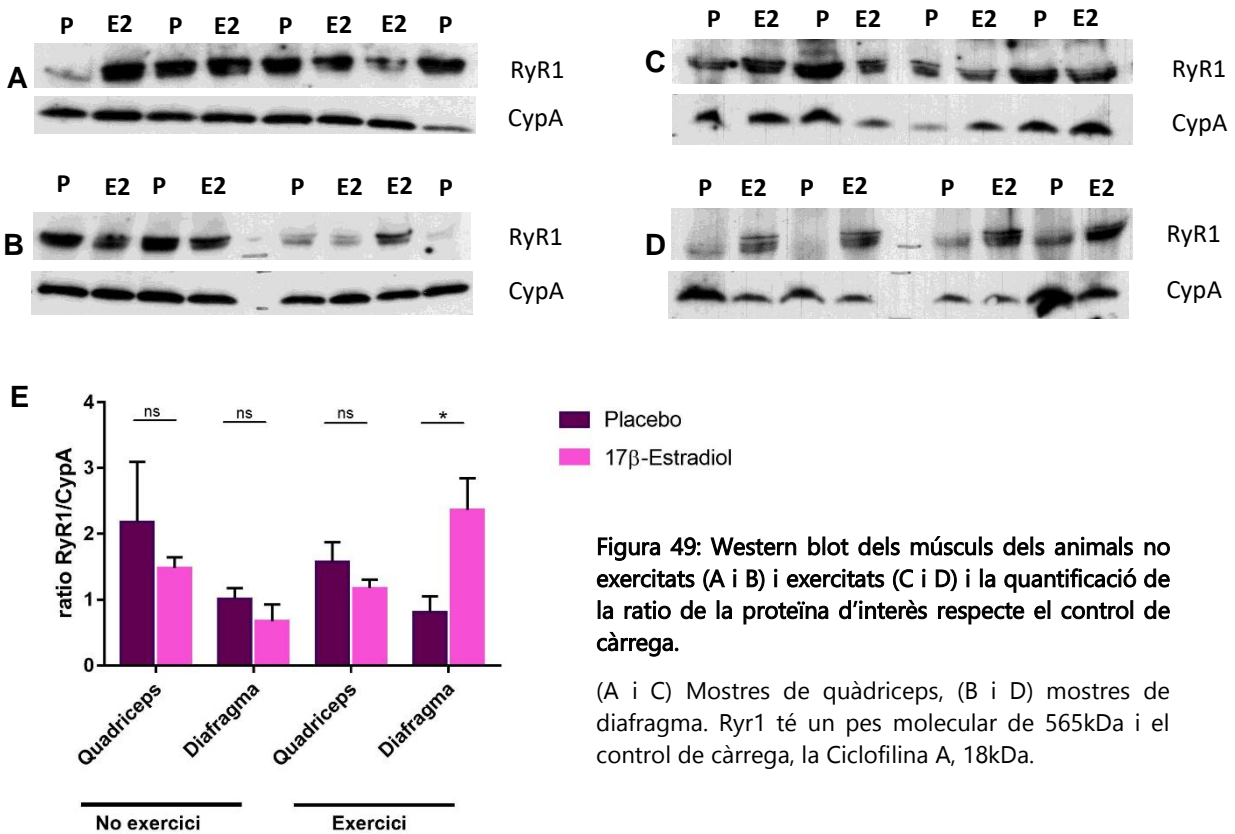 P E2 P E2 P E2 E2 P
A
RyR1
CypA
P E2 P E2 P E2 E2 P
B
RyR1
CypA
P E2 P E2 P E2 P E2
C
RyR1
CypA
P E2 P E2 P E2 P E2
D
RyR1
CypA
E
ratio RyR1/CypA
4
3
2
1
0
ns
ns
ns
*
Quadriceps
Diafragma
Quadriceps
Diafragma
No exercici
Exercici
Placebo
17β-Estradiol
Figura 49: Western blot dels músculs dels animals no
exercitats (A i B) i exercitats (C i D) i la quantificació de
la ratio de la proteïna d’interès respecte el control de
càrrega.
(A i C) Mostres de quàdriceps, (B i D) mostres de
diafragma. Ryr1 té un pes molecular de 565kDa i el
control de càrrega, la Ciclofilina A, 18kDa.